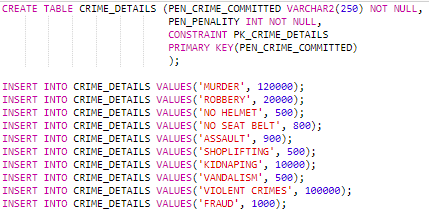 CREATE TABLE CRIME_DETAILS (PEN_CRIME_COMMITTED VARCHAR2(250) NOT NULL,
PEN_PENALITY INT NOT NULL,
CONSTRAINT PK_CRIME_DETAILS
PRIMARY KEY(PEN_CRIME_COMMITTED)
);
INSERT INTO CRIME_DETAILS VALUES('MURDER', 120000);
INSERT INTO CRIME_DETAILS VALUES('ROBBERY', 20000);
INSERT INTO CRIME_DETAILS VALUES('NO HELMET', 500);
INSERT INTO CRIME_DETAILS VALUES('NO SEAT BELT', 800);
INSERT INTO CRIME_DETAILS VALUES('ASSAULT', 900);
INSERT INTO CRIME_DETAILS VALUES('SHOPLIFTING', 500);
INSERT INTO CRIME_DETAILS VALUES('KIDNAPING', 10000);
INSERT INTO CRIME_DETAILS VALUES('VANDALISM', 500);
INSERT INTO CRIME_DETAILS VALUES('VIOLENT CRIMES', 100000);
INSERT INTO CRIME_DETAILS VALUES('FRAUD', 1000);